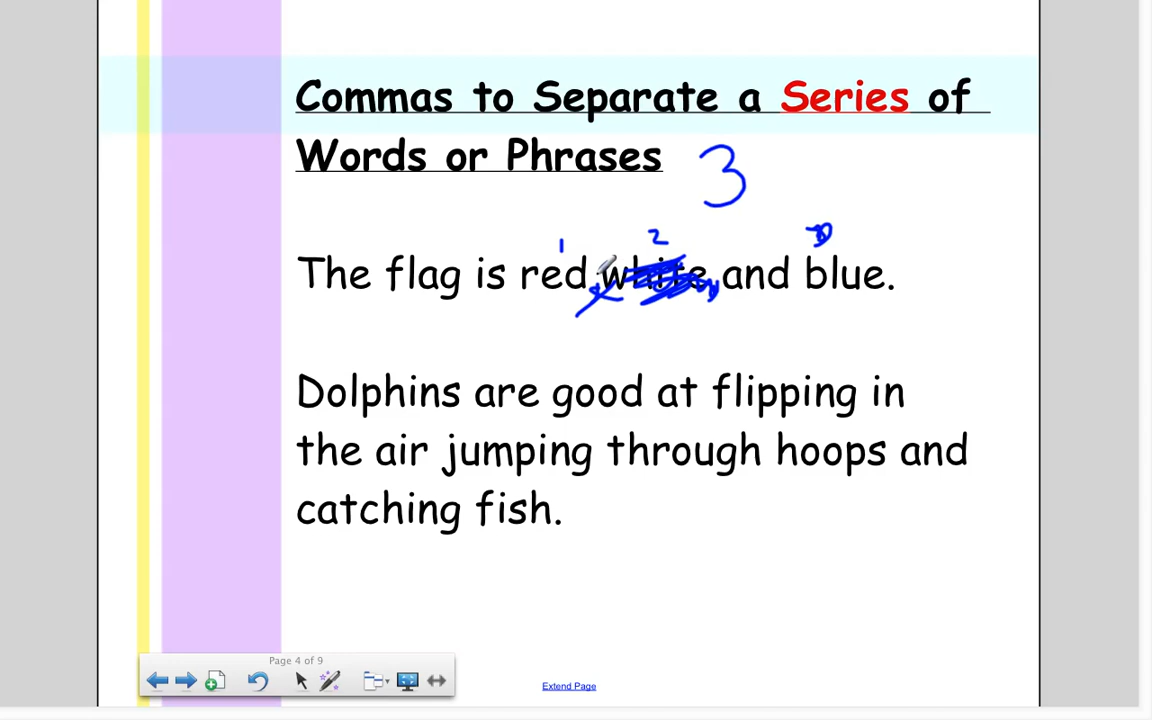 Commas to Separate a Series of
Words or Phrases 3
1 2
The flag is red, white, and blue.
Dolphins are good at flipping in
the air jumping through hoops and
catching fish.
Page 4 of 9
Extend Page